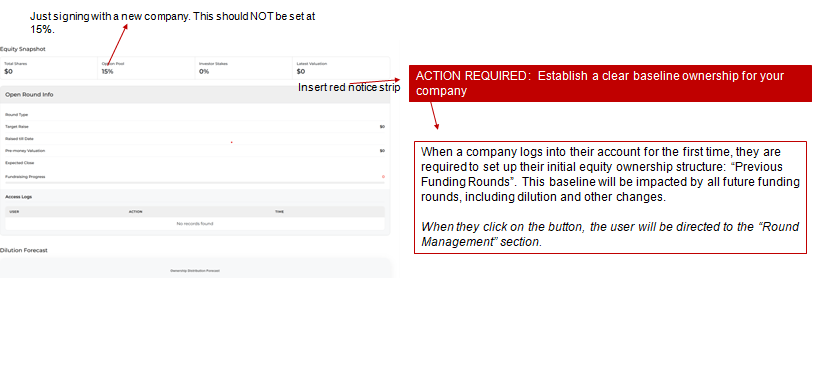 Just signing with a new company. This should NOT be set at
15%.
Equity Snapshot
Total Shares
$0
Option Pool
15%
Investor Stakes
0%
Latest Valuation
$0
Insert red notice strip
ACTION REQUIRED: Establish a clear baseline ownership for your
company
Open Round Info
Round Type
Target Raise
$0
Raised till Date
Pre-money Valuation
$0
Expected Close
Fundraising Progress
0
Access Logs
USER
ACTION
TIME
No records found
Dilution Forecast
Ownership Distribution Forecast
When a company logs into their account for the first time, they are
required to set up their initial equity ownership structure: “Previous
Funding Rounds”. This baseline will be impacted by all future funding
rounds, including dilution and other changes.
When they click on the button, the user will be directed to the “Round
Management” section.